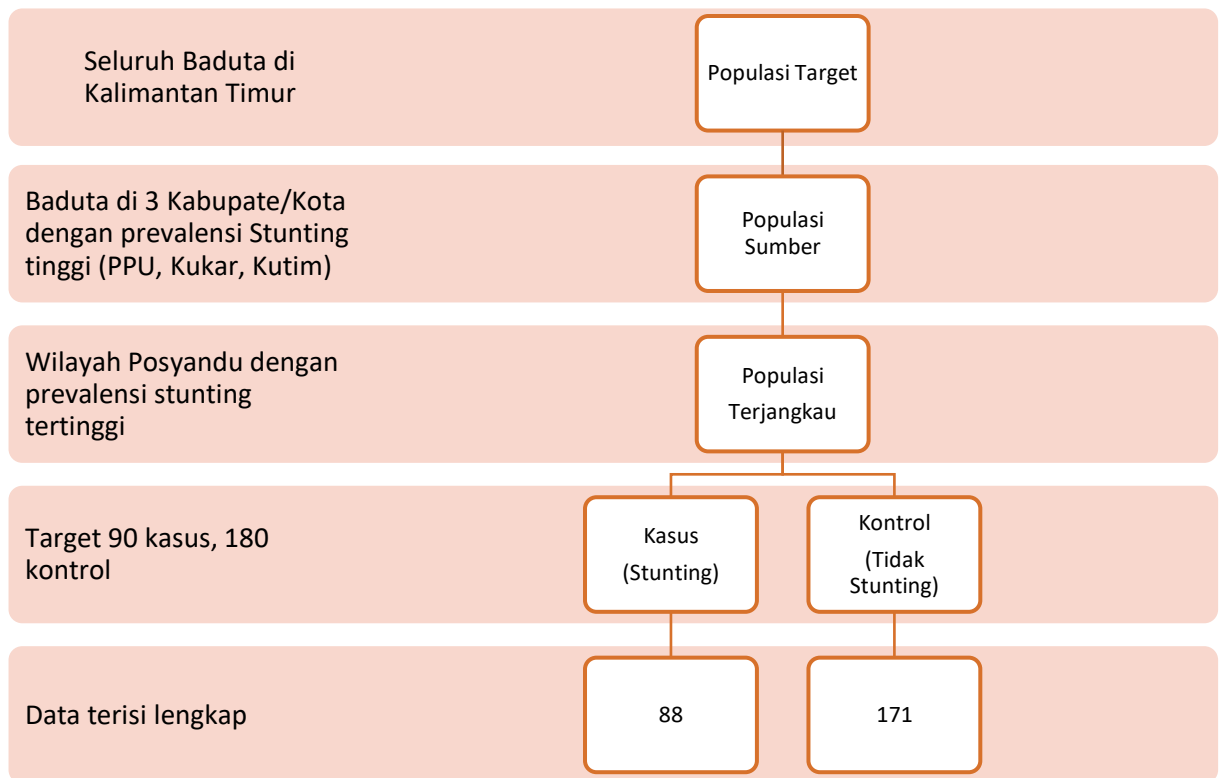 Seluruh Baduta di
Kalimantan Timur
Populasi Target
Baduta di 3 Kabupate/Kota
dengan prevalensi Stunting
tinggi (PPU, Kukar, Kutim)
Populasi
Sumber
Wilayah Posyandu dengan
prevalensi stunting
tertinggi
Populasi
Terjangkau
Target 90 kasus, 180
kontrol
Kasus
(Stunting)
Kontrol
(Tidak
Stunting)
Data terisi lengkap
88
171